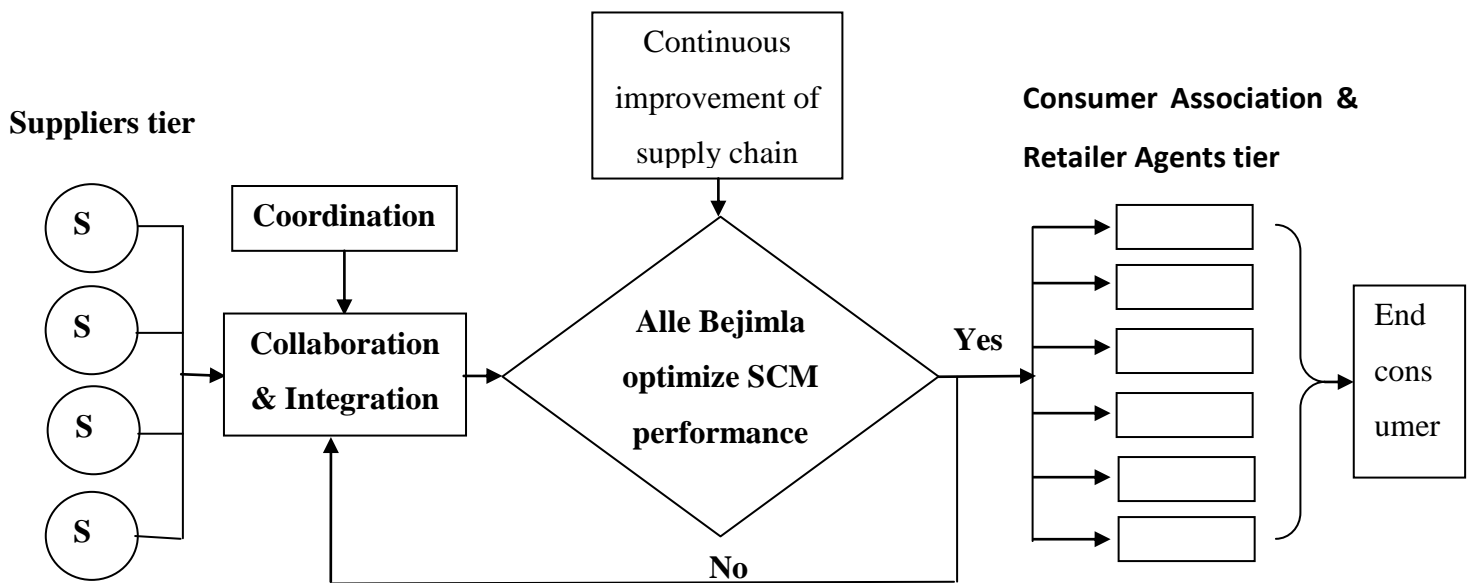 Continuous
improvement of
supply chain
Consumer Association &
Retailer Agents tier
Suppliers tier
S
S
S
S
Coordination
Collaboration
& Integration
Alle Bejimla
optimize SCM
performance
Yes
No
End
cons
umer